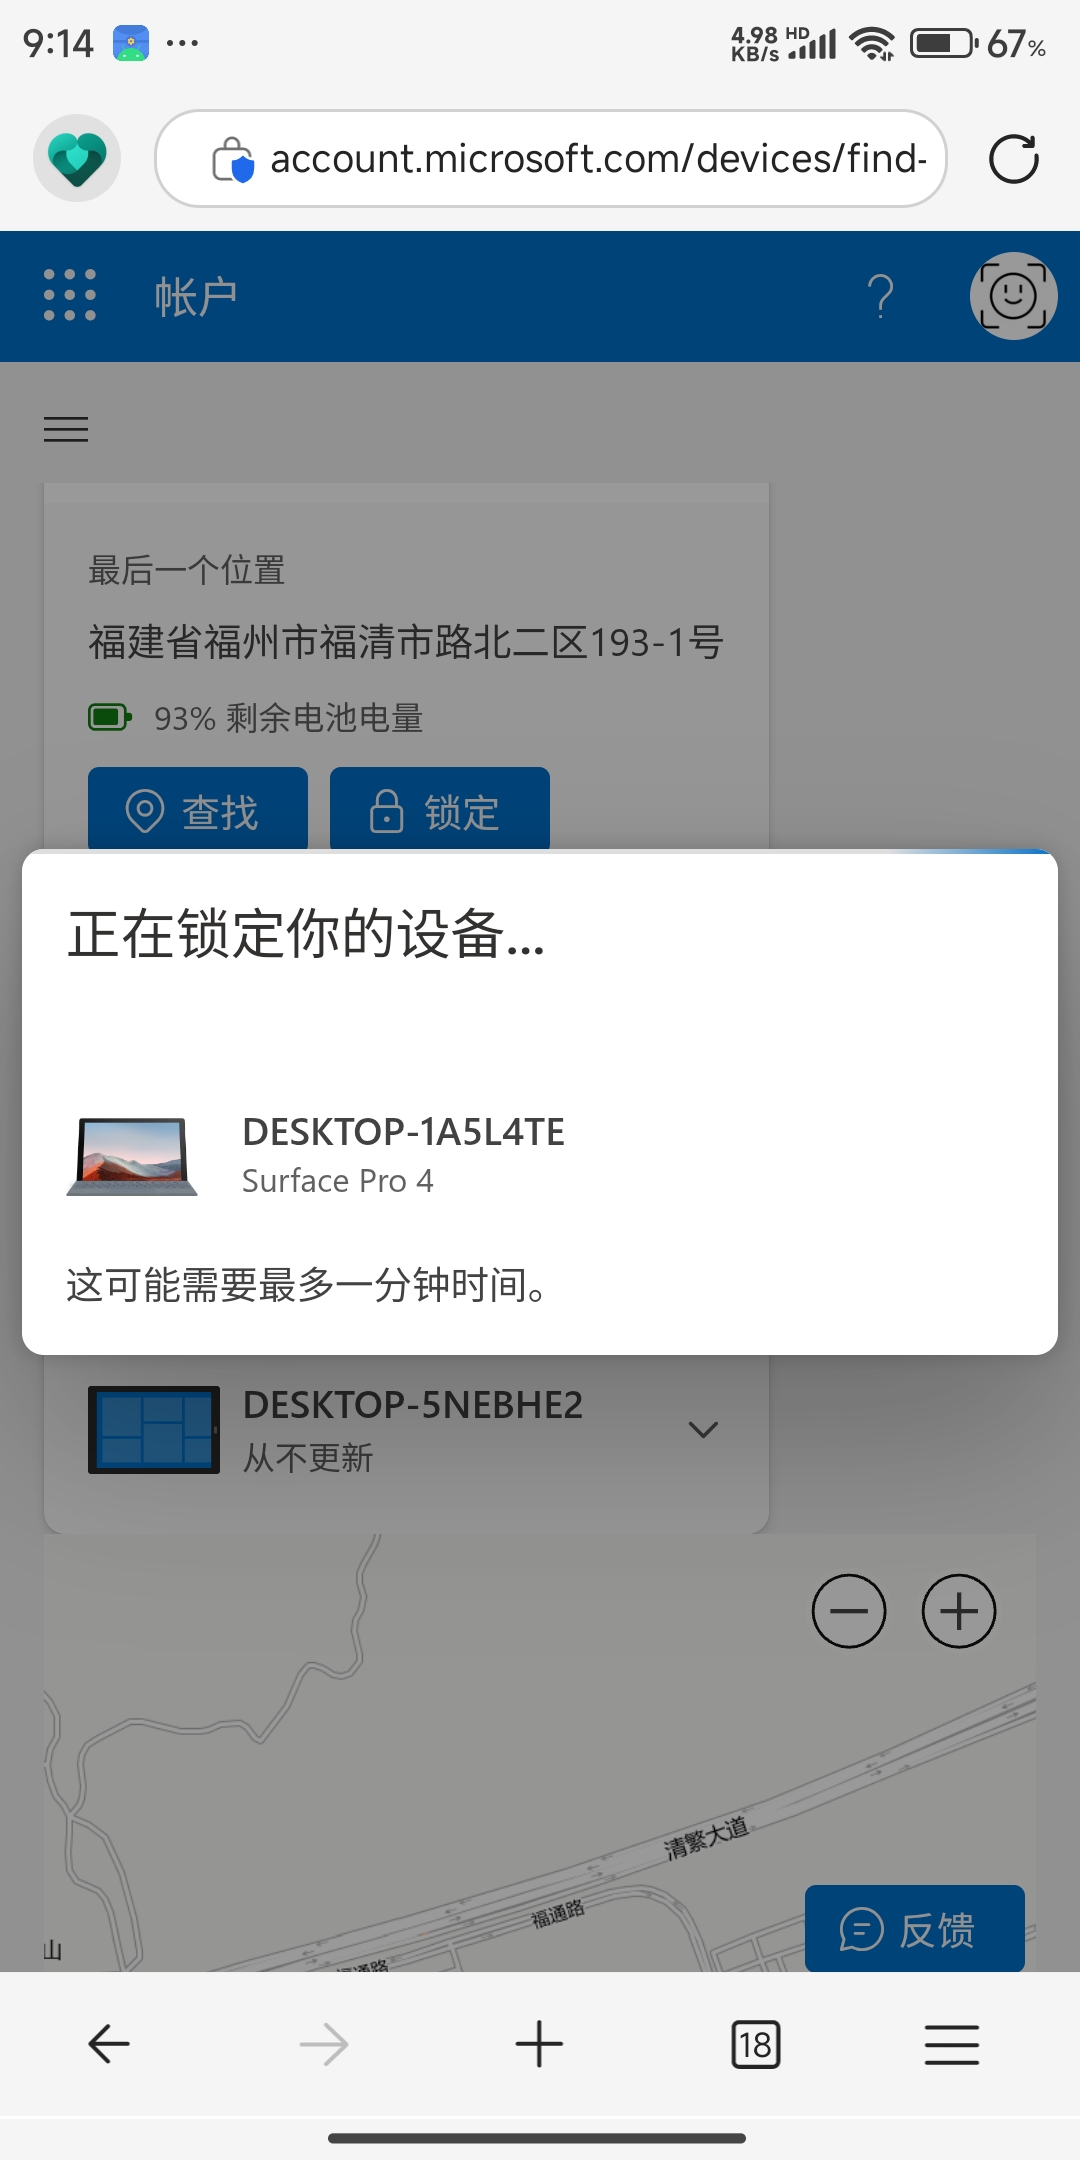 9:14
4.98 KB/s HD 67%
account.microsoft.com/devices/find-
帐户
最后一个位置
福建省福州市福清市路北二区193-1号
93% 剩余电池电量
查找 锁定
正在锁定你的设备...
DESKTOP-1A5L4TE
Surface Pro 4
这可能需要最多一分钟时间。
DESKTOP-5NEBHE2
从不更新
清繁大道
福通路
反馈
山
福通路
18